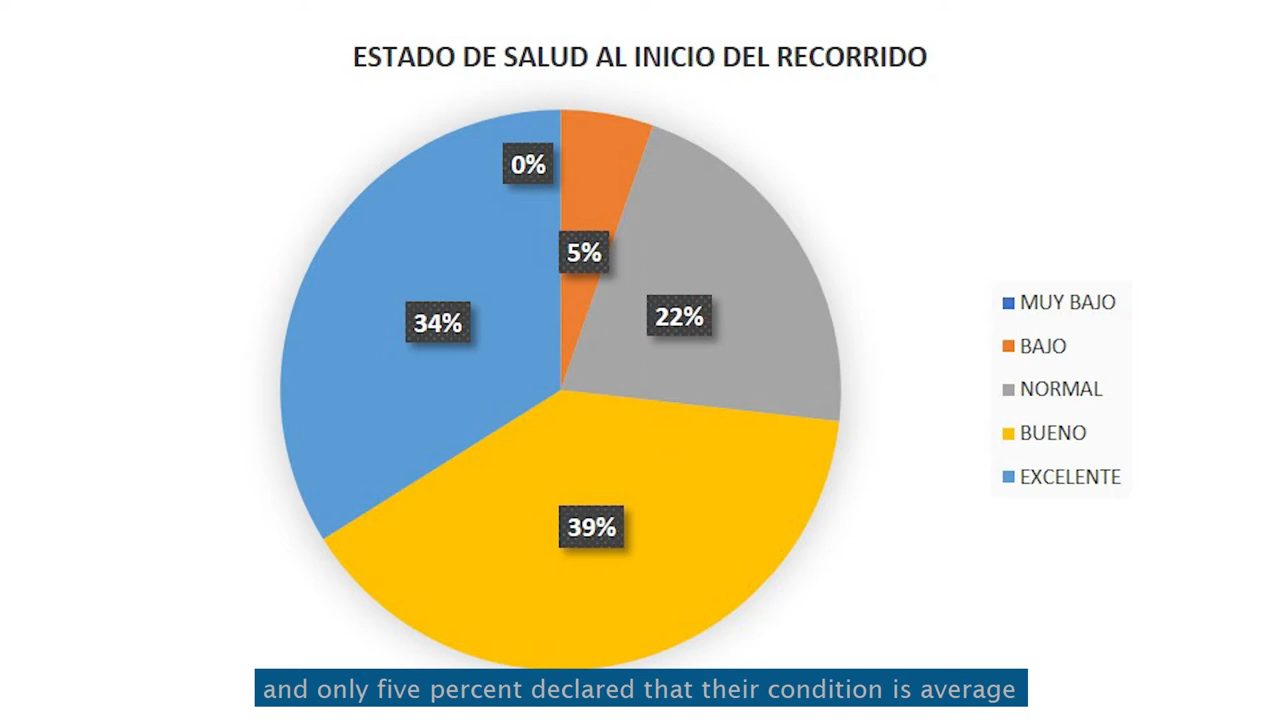 ESTADO DE SALUD AL INICIO DEL RECORRIDO
0%
5%
34%
22%
39%
MUY BAJO
BAJO
NORMAL
BUENO
EXCELENTE
and only five percent declared that their condition is average